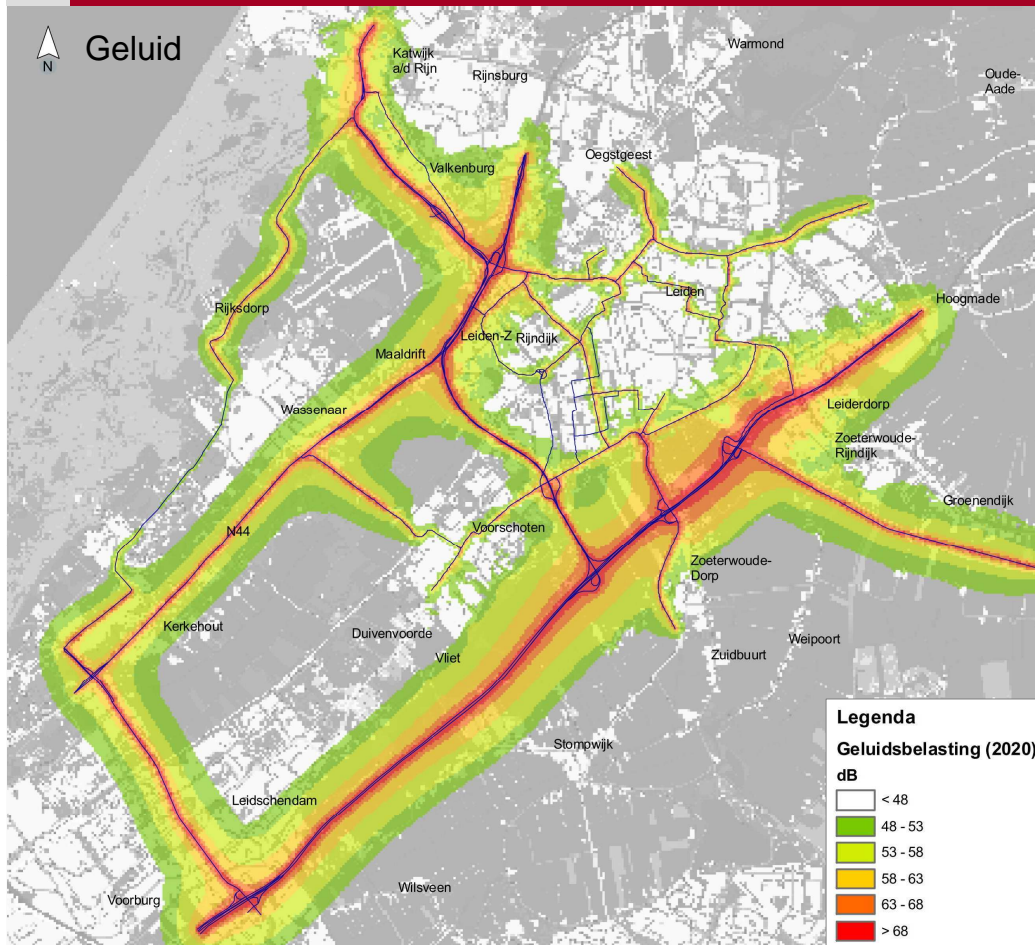 Geluid
N
Katwijk
a/d Rijn
Rijnsburg
Warmond
Oude-
Aade
Valkenburg
Oegstgeest
Rijksdorp
Leiden
Hoogmade
Maaldrift
Leiden-Z
Rijndijk
Wassenaar
Leiderdorp
Zoeterwoude-
Rijndijk
Groenendijk
N44
Voorschoten
Zoeterwoude-
Dorp
Kerkehout
Duivenvoorde
Vliet
Zuidbuurt
Weipoort
Stompwijk
Leidschendam
Voorburg
Wilsveen
Legenda
Geluidsbelasting (2020)
dB
< 48
48 - 53
53 - 58
58 - 63
63 - 68
> 68